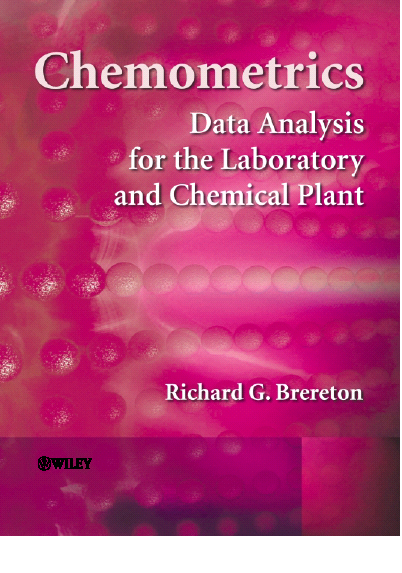 Chemometrics
Data Analysis
for the Laboratory
and Chemical Plant
Richard G. Brereton
WILEY